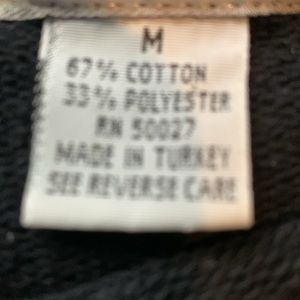 M
67% COTTON
33% POLYESTER
RN 50027
MADE IN TURKEY
SEE REVERSE CARE